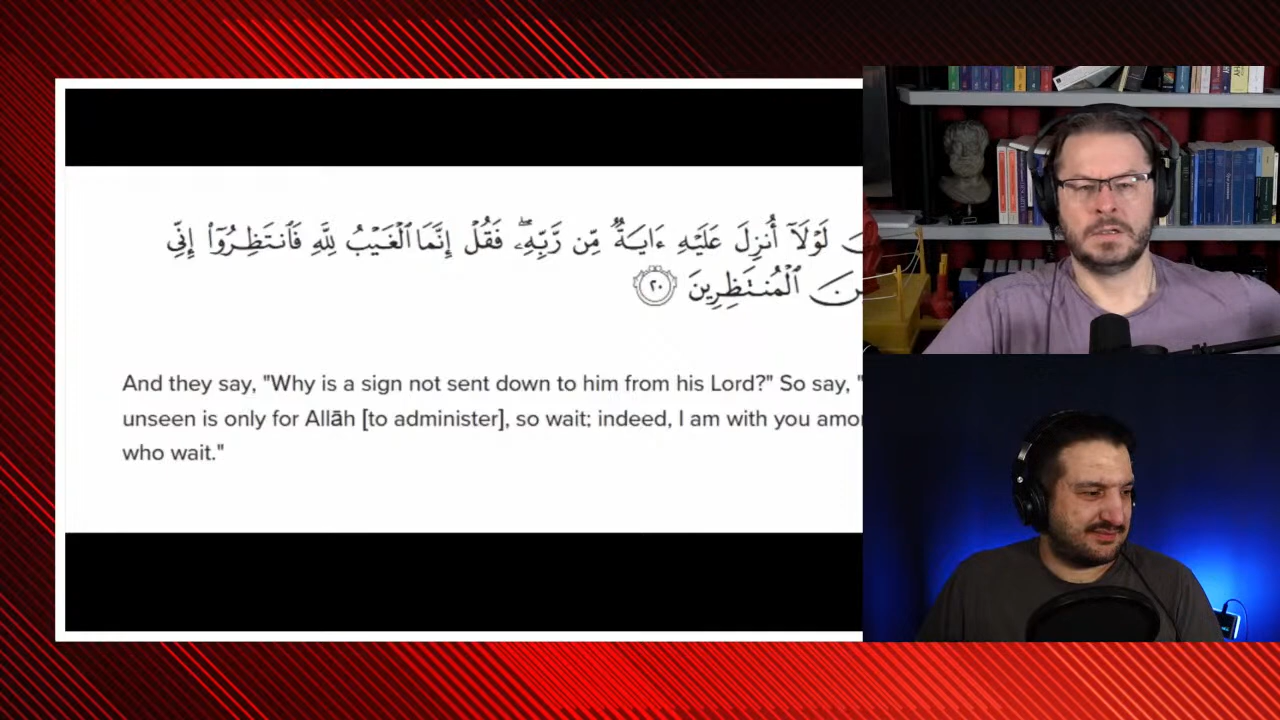 لَوْلَآ أُنزِلَ عَلَيْهِ ءَايَةٌ مِّن رَّبِّهِۦ ۖ فَقُلْ إِنَّمَا ٱلْغَيْبُ لِلَّهِ فَٱنتَظِرُوٓا۟ إِنِّى
ٱلْمُنتَظِرِينَ ٢٠
And they say, "Why is a sign not sent down to him from his Lord?" So say, "
unseen is only for Allāh [to administer], so wait; indeed, I am with you
who wait."